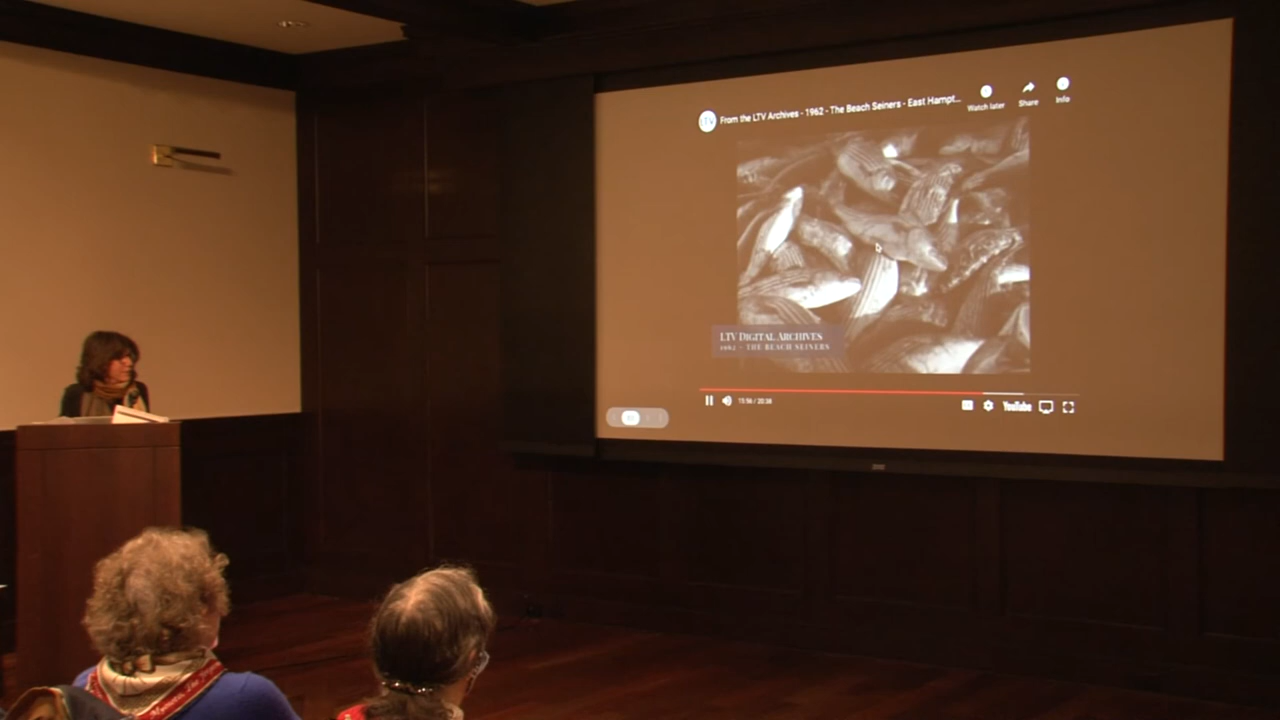 LTV
From the LTV Archives - 1962 - The Beach Seiners - East Hampt...
Watch later
Share
Info
LTV DIGITAL ARCHIVES
1962 - THE BEACH SEINERS
15:56 / 20:38
YouTube